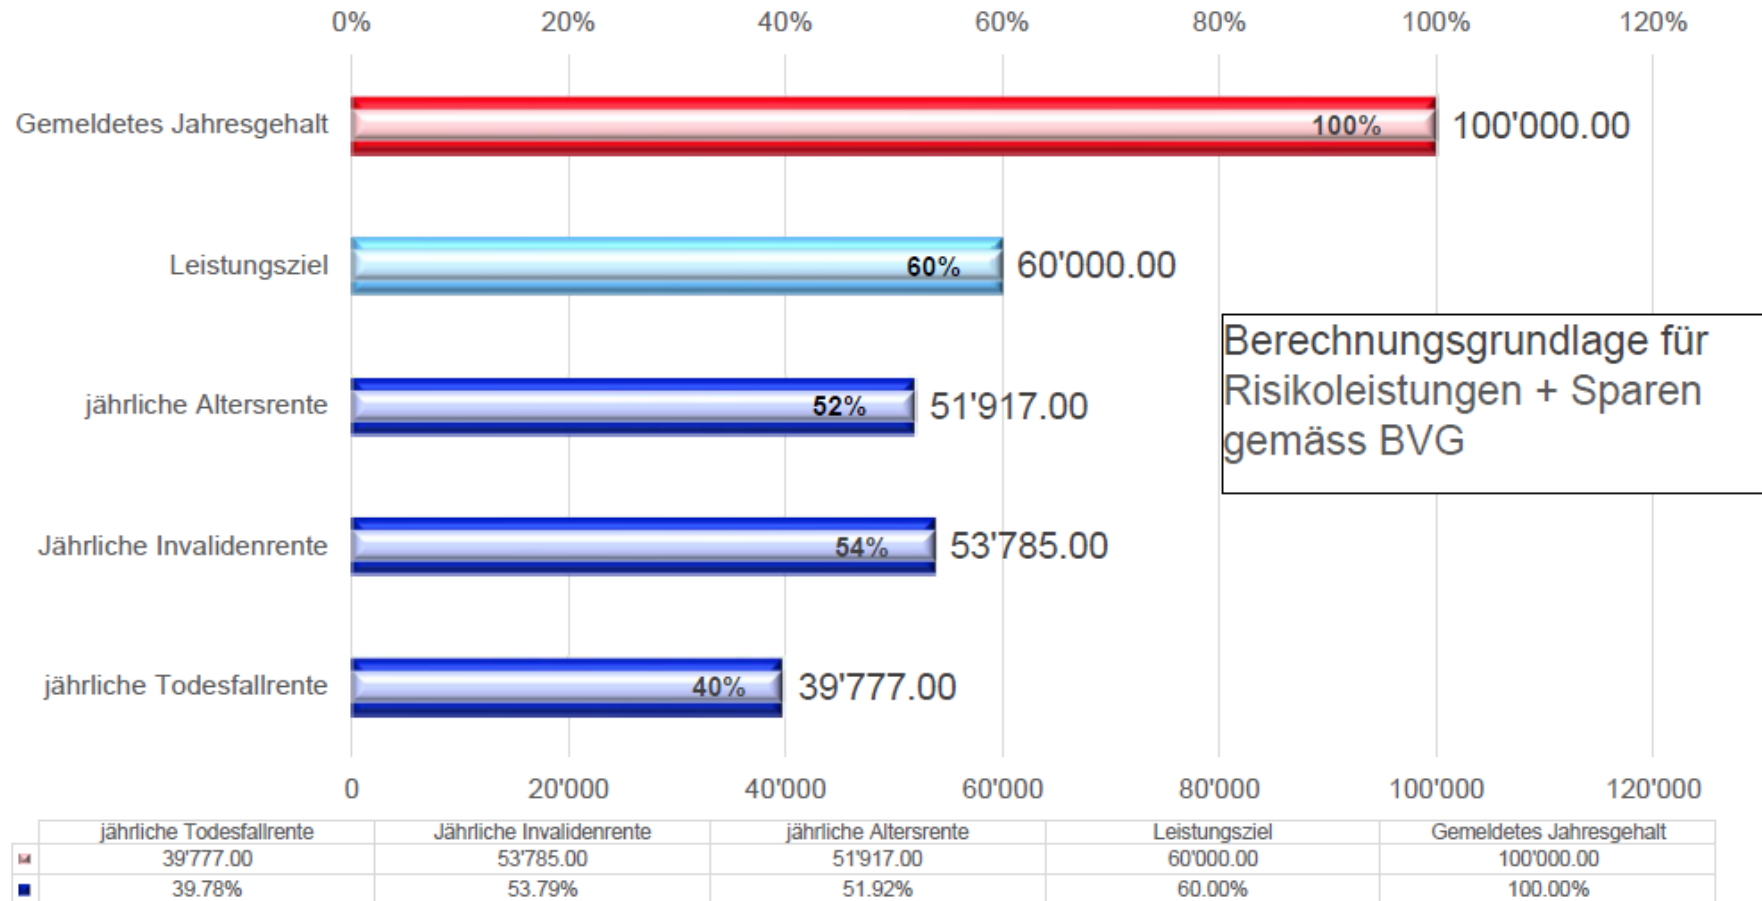 0% 20% 40% 60% 80% 100% 120%
Gemeldetes Jahresgehalt 100% 100'000.00
Leistungsziel 60% 60'000.00
Berechnungsgrundlage für
Risikoleistungen + Sparen
gemäss BVG
jährliche Altersrente 52% 51'917.00
Jährliche Invalidenrente 54% 53'785.00
jährliche Todesfallrente 40% 39'777.00
0 20'000 40'000 60'000 80'000 100'000 120'000
jährliche Todesfallrente Jährliche Invalidenrente jährliche Altersrente Leistungsziel Gemeldetes Jahresgehalt
39'777.00 53'785.00 51'917.00 60'000.00 100'000.00
39.78% 53.79% 51.92% 60.00% 100.00%